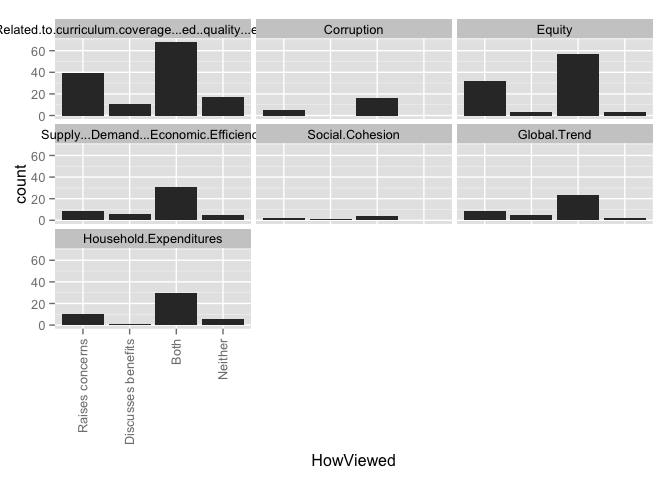 Related.to.curriculum.coverage...ed..quality...e
Corruption
Equity
60
40
20
0
Supply...Demand...Economic.Efficienc
Social.Cohesion
Global.Trend
60
40
20
0
count
Household.Expenditures
60
40
20
0
Raises concerns
Discusses benefits
Both
Neither
HowViewed